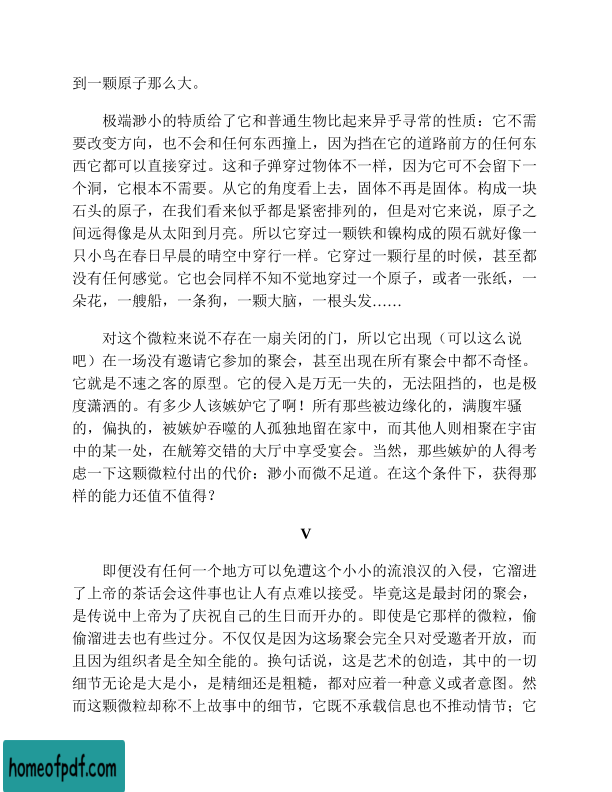 到一颗原子那么大。
极端渺小的特质给了它和普通生物比起来异乎寻常的性质：它不需
要改变方向，也不会和任何东西撞上，因为挡在它的道路前方的任何东
西它都可以直接穿过。这和子弹穿过物体不一样，因为它可不会留下一
个洞，它根本不需要。从它的角度看上去，固体不再是固体。构成一块
石头的原子，在我们看来似乎都是紧密排列的，但是对它来说，原子之
间远得像是从太阳到月亮。所以它穿过一颗铁和镍构成的陨石就好像一
只小鸟在春日早晨的晴空中穿行一样。它穿过一颗行星的时候，甚至都
没有任何感觉。它也会同样不知不觉地穿过一个原子，或者一张纸，一
朵花，一艘船，一条狗，一颗大脑，一根头发……
对这个微粒来说不存在一扇关闭的门，所以它出现（可以这么说
吧）在一场没有邀请它参加的聚会，甚至出现在所有聚会中都不奇怪。
它就是不速之客的原型。它的侵入是万无一失的，无法阻挡的，也是极
度潇洒的。有多少人该嫉妒它了啊！所有那些被边缘化的，满腹牢骚
的，偏执的，被嫉妒吞噬的人孤独地留在家中，而其他人则相聚在宇宙
中的某一处，在觥筹交错的大厅中享受宴会。当然，那些嫉妒的人得考
虑一下这颗微粒付出的代价：渺小而微不足道。在这个条件下，获得那
样的能力还值不值得？
V
即便没有任何一个地方可以免遭这个小小的流浪汉的入侵，它溜进
了上帝的茶话会这件事也让人有点难以接受。毕竟这是最封闭的聚会，
是传说中上帝为了庆祝自己的生日而开办的。即使是它那样的微粒，偷
偷溜进去也有些过分。不仅仅是因为这场聚会完全只对受邀者开放，而
且因为组织者是全知全能的。换句话说，这是艺术的创造，其中的一切
细节无论是大是小，是精细还是粗糙，都对应着一种意义或者意图。然
而这颗微粒却称不上故事中的细节，它既不承载信息也不推动情节；它
homeofpdf.com